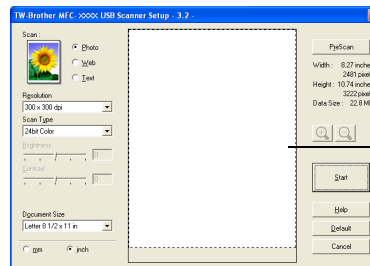 TW-Brother MFC-XXXX USB Scanner Setup - 3.2 -
Scan :
Photo
Web
Text
Resolution
300 x 300 dpi
Scan Type
24bit Color
Brightness
0
Contrast
0
Document Size
Letter 8 1/2 x 11 in
mm
inch
PreScan
Width : 8.27 inche
2481 pixel
Height : 10.74 inche
3222 pixel
Data Size : 22.8 M
Start
Help
Default
Cancel